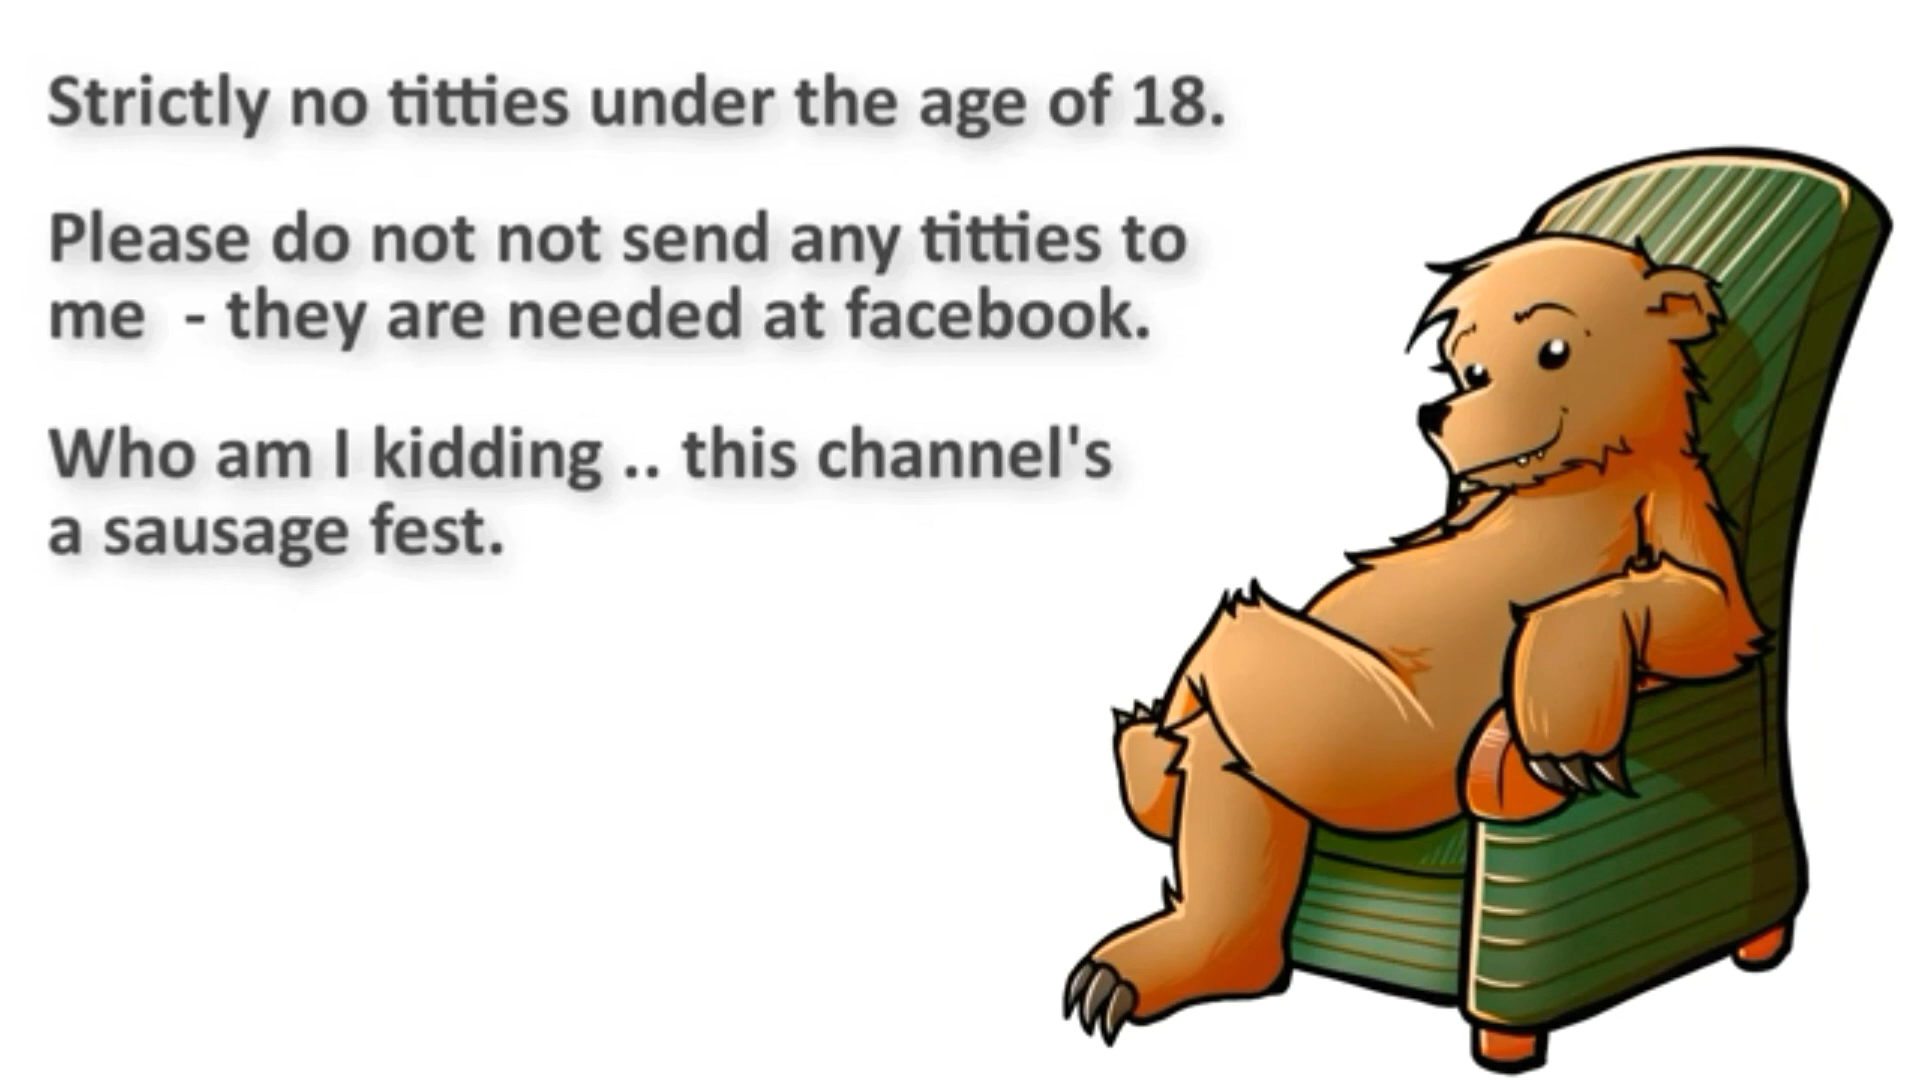 Strictly no titties under the age of 18.
Please do not not send any titties to
me - they are needed at facebook.
Who am I kidding .. this channel's
a sausage fest.